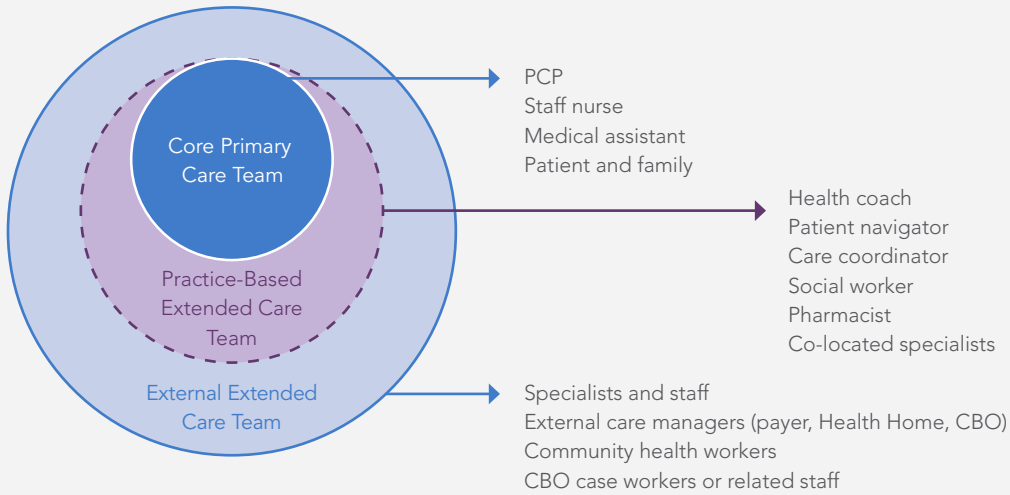 Core Primary
Care Team
Practice-Based
Extended Care
Team
External Extended
Care Team
PCP
Staff nurse
Medical assistant
Patient and family
Health coach
Patient navigator
Care coordinator
Social worker
Pharmacist
Co-located specialists
Specialists and staff
External care managers (payer, Health Home, CBO)
Community health workers
CBO case workers or related staff